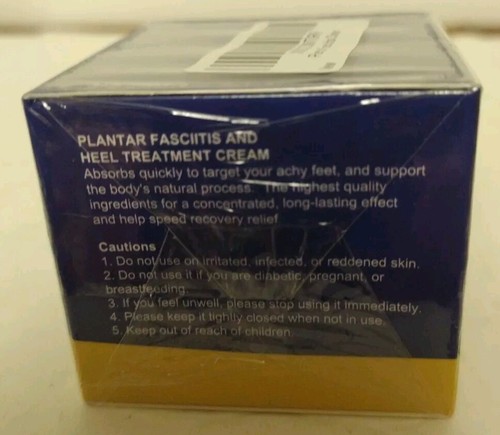 PLANTAR FASCIITIS AND
HEEL TREATMENT CREAM
Absorbs quickly to target your achy feet, and support
the body's natural process. The highest quality
ingredients for a concentrated, long-lasting effect
and help speed recovery relief
Cautions
1. Do not use on irritated, infected, or reddened skin.
2. Do not use it if you are diabetic, pregnant, or
breastfeeding.
3. If you feel unwell, please stop using it immediately.
4. Please keep it tightly closed when not in use.
5. Keep out of reach of children.